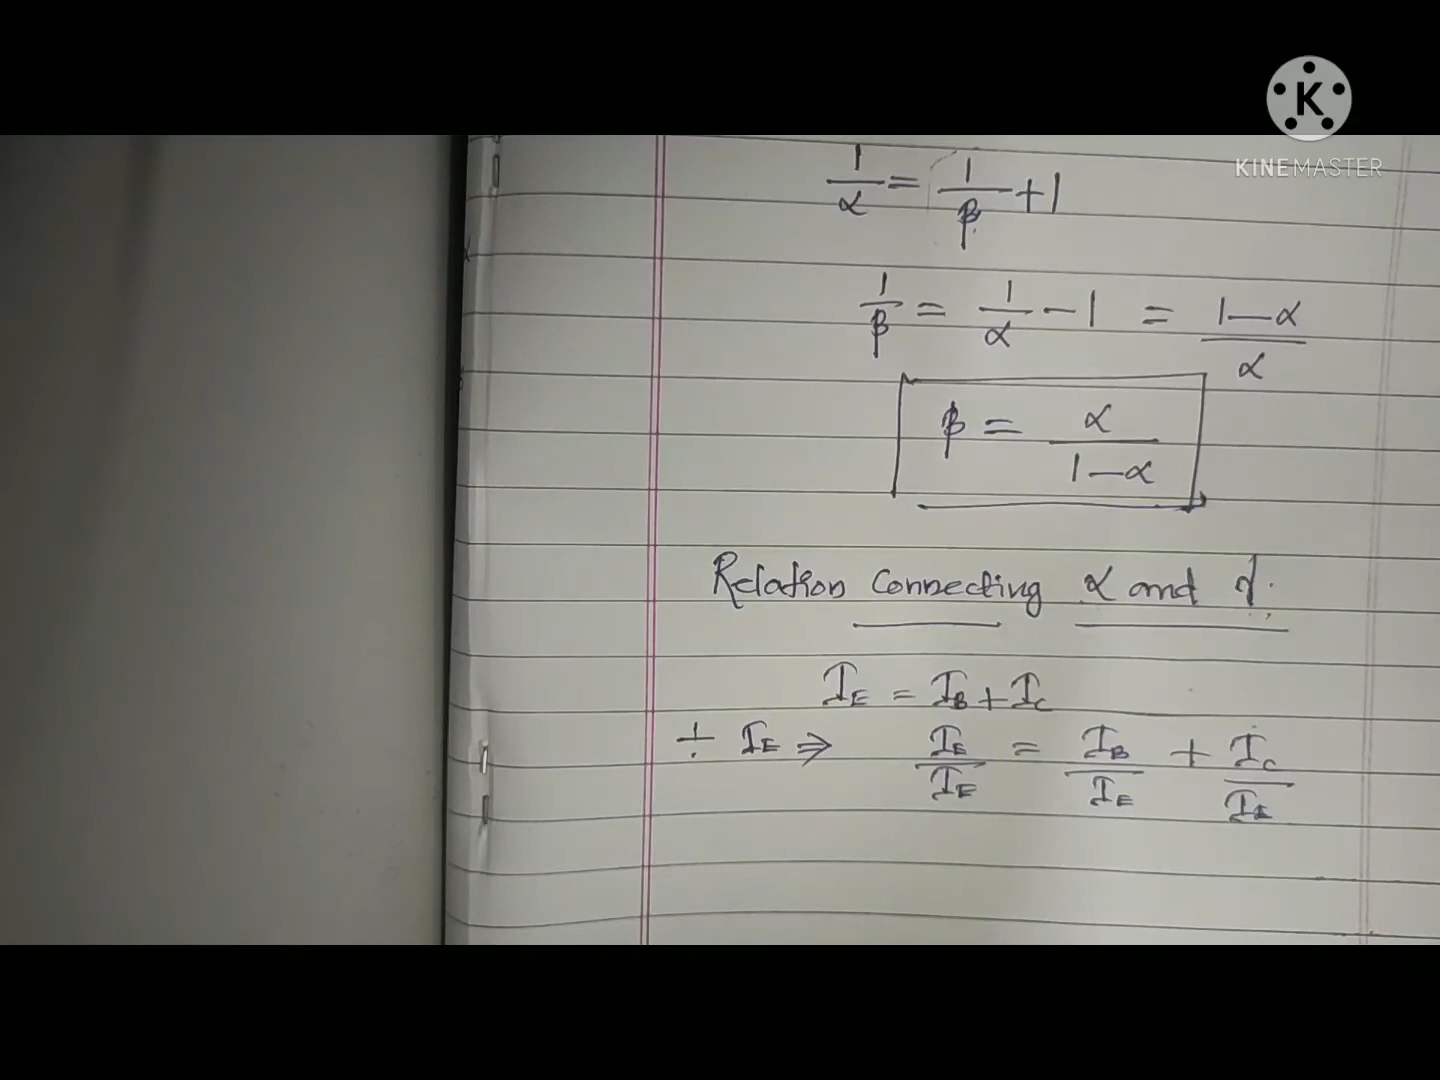 K
KINEMASTER
1/α = 1/β + 1
1/β = 1/α - 1 = 1-α/α
β = α/1-α
Relation Connecting α and γ.
I_E = I_B + I_C
÷ I_E ⇒ I_E/I_E = I_B/I_E + I_C/I_E